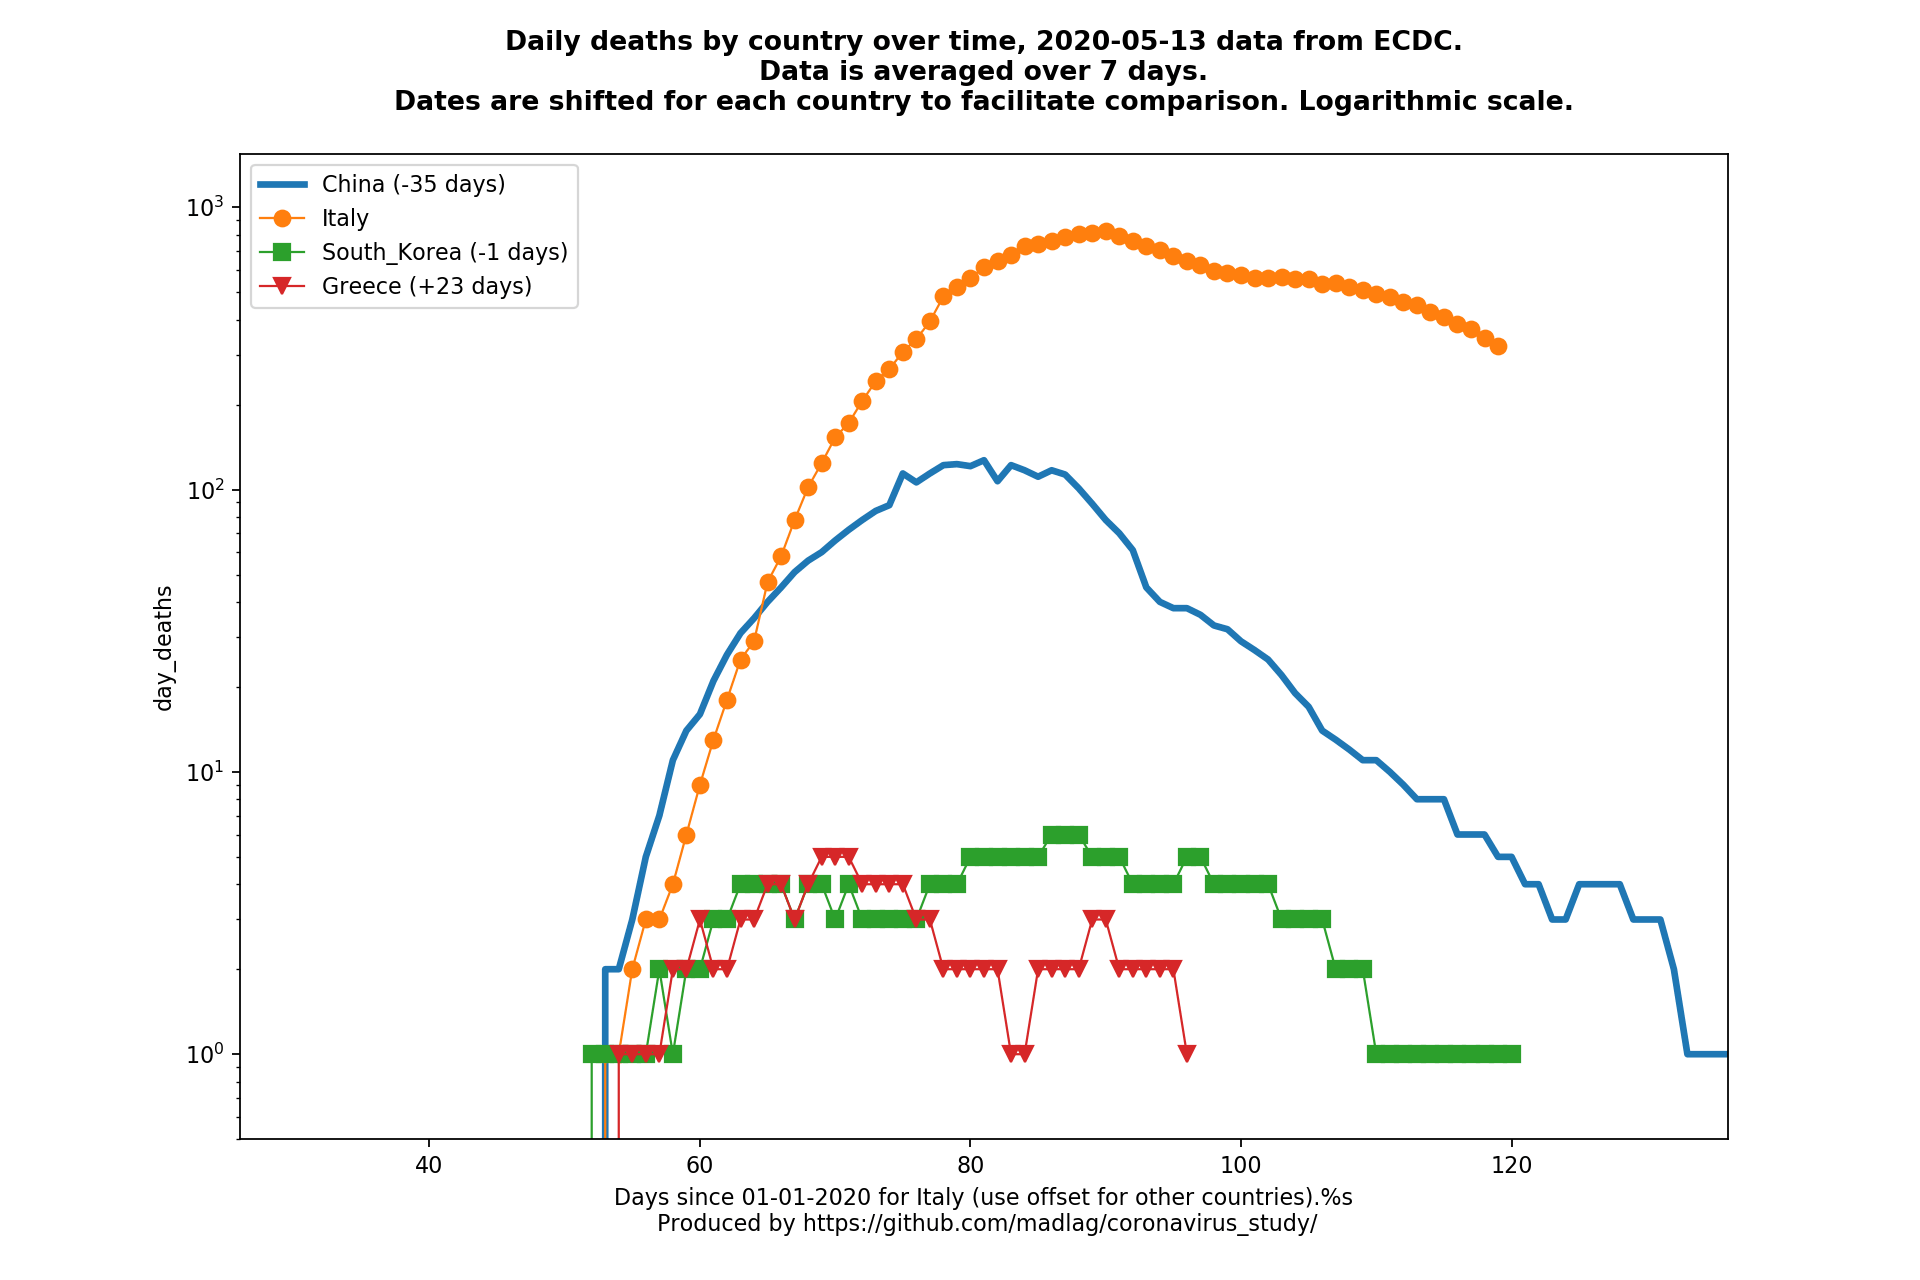 Daily deaths by country over time, 2020-05-13 data from ECDC.
Data is averaged over 7 days.
Dates are shifted for each country to facilitate comparison. Logarithmic scale.
China (-35 days)
Italy
South_Korea (-1 days)
Greece (+23 days)
10³
10²
10¹
10⁰
day_deaths
40 60 80 100 120
Days since 01-01-2020 for Italy (use offset for other countries).%s
Produced by https://github.com/madlag/coronavirus_study/